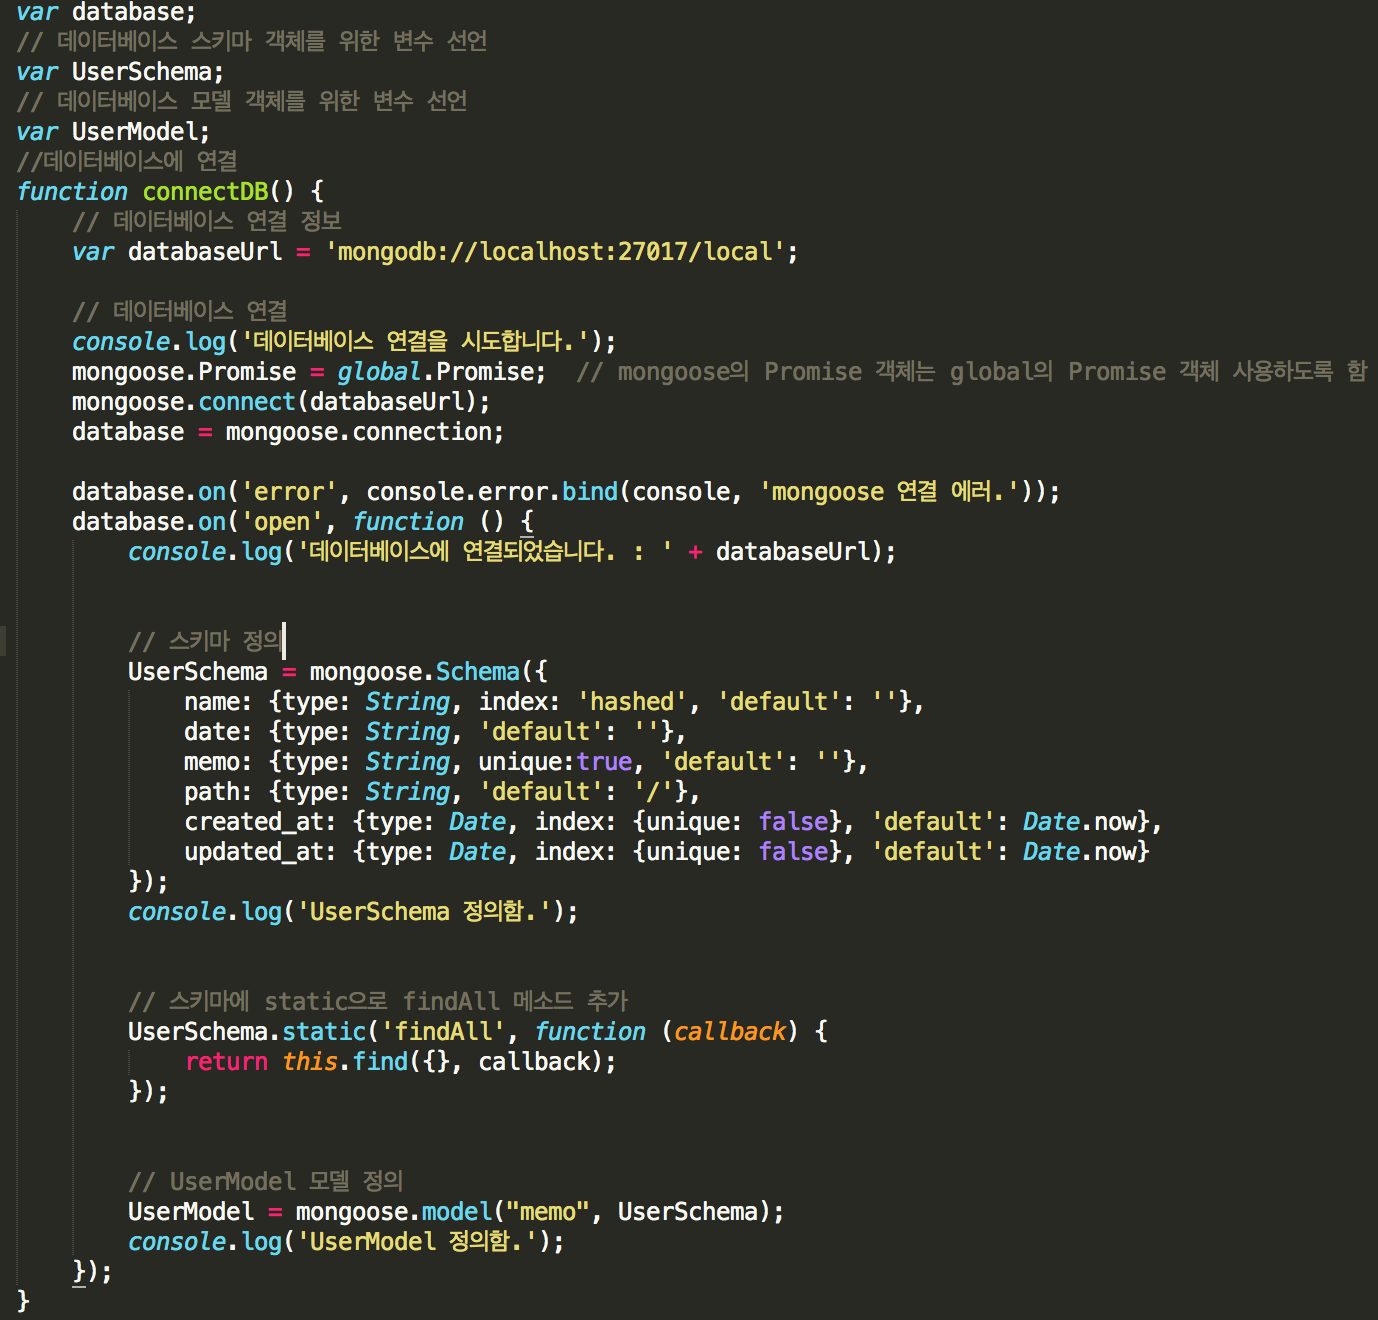 var database;
// 데이터베이스 스키마 객체를 위한 변수 선언
var UserSchema;
// 데이터베이스 모델 객체를 위한 변수 선언
var UserModel;
//데이터베이스에 연결
function connectDB() {
    // 데이터베이스 연결 정보
    var databaseUrl = 'mongodb://localhost:27017/local';
    // 데이터베이스 연결
    console.log('데이터베이스 연결을 시도합니다.');
    mongoose.Promise = global.Promise;  // mongoose의 Promise 객체는 global의 Promise 객체 사용하도록 함
    mongoose.connect(databaseUrl);
    database = mongoose.connection;
    database.on('error', console.error.bind(console, 'mongoose 연결 에러.'));
    database.on('open', function () {
        console.log('데이터베이스에 연결되었습니다. : ' + databaseUrl);
        // 스키마 정의
        UserSchema = mongoose.Schema({
            name: {type: String, index: 'hashed', 'default': ''},
            date: {type: String, 'default': ''},
            memo: {type: String, unique:true, 'default': ''},
            path: {type: String, 'default': '/'},
            created_at: {type: Date, index: {unique: false}, 'default': Date.now},
            updated_at: {type: Date, index: {unique: false}, 'default': Date.now}
        });
        console.log('UserSchema 정의함.');
        // 스키마에 static으로 findAll 메소드 추가
        UserSchema.static('findAll', function (callback) {
            return this.find({}, callback);
        });
        // UserModel 모델 정의
        UserModel = mongoose.model("memo", UserSchema);
        console.log('UserModel 정의함.');
    });
}